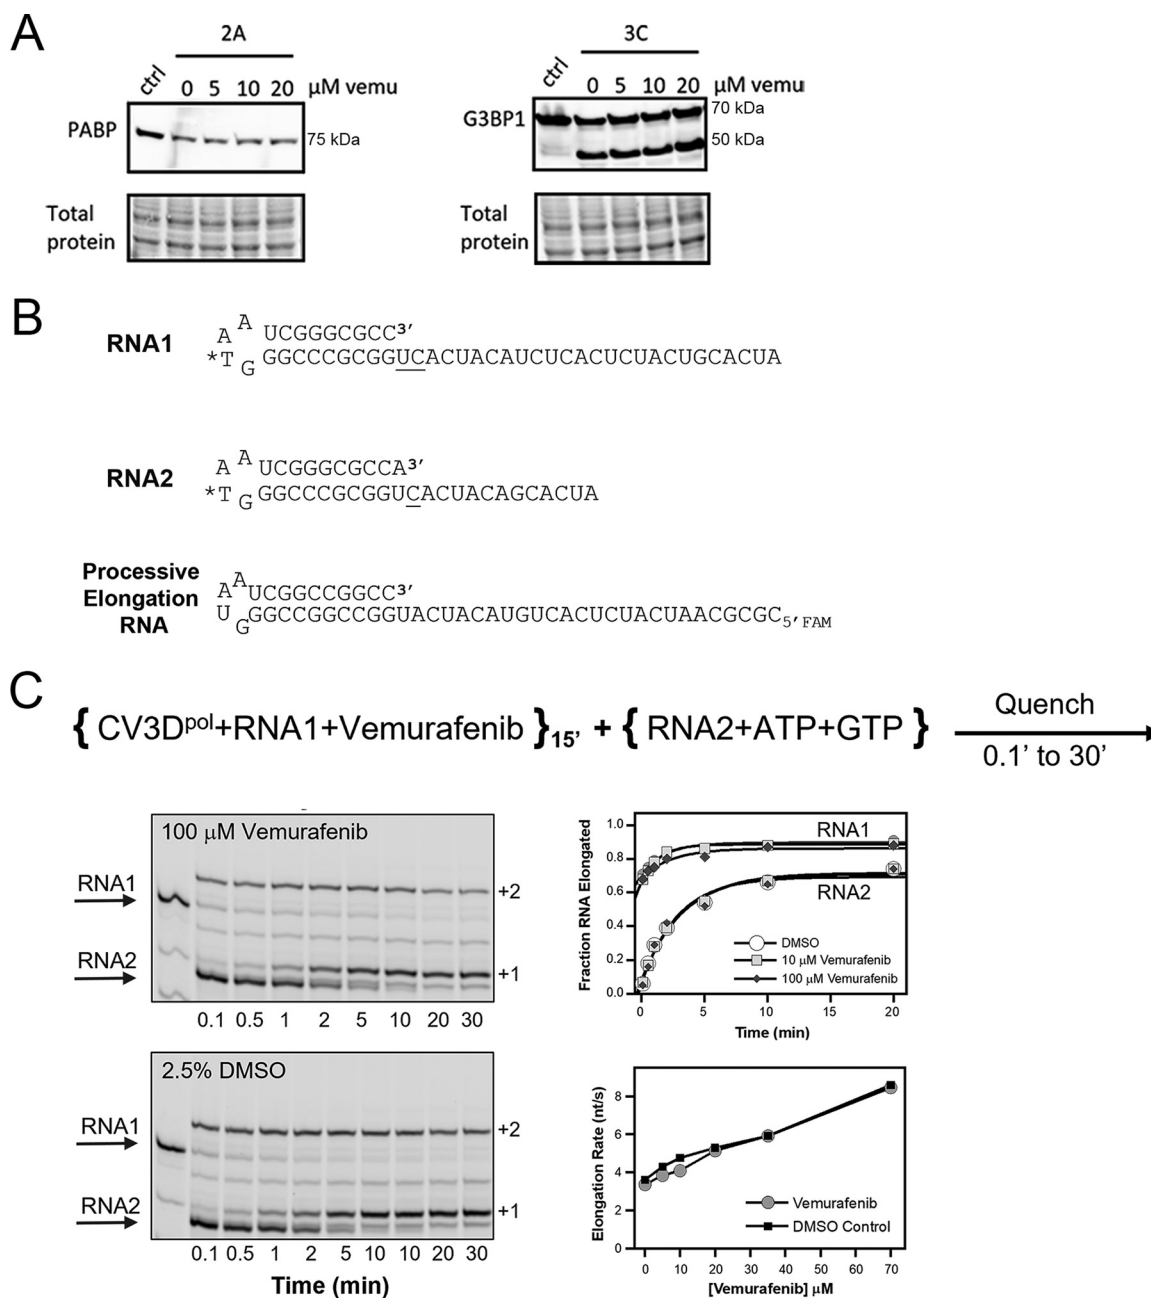 A
2A
ctrl
0 5 10 20 µM vemu
PABP
75 kDa
Total
protein
3C
ctrl
0 5 10 20 µM vemu
G3BP1
70 kDa
50 kDa
Total
protein
B
RNA1
A A UCGGGCGCC3′
*T G GGCCCGCGGUCACUACAUCUCACUCUACUGCACUA
RNA2
A A UCGGGCGCCA3′
*T G GGCCCGCGGUCACUACAGCACUA
Processive
Elongation
RNA
A A UCGGCCGGCC3′
U G GGCCGGCCGGUACUACAUGUCACUCUACUAACGCGC5′FAM
C
{ CV3Dpol+RNA1+Vemurafenib }15' + { RNA2+ATP+GTP }
Quench
0.1' to 30'
100 µM Vemurafenib
RNA1
+2
RNA2
+1
0.1 0.5 1 2 5 10 20 30
2.5% DMSO
RNA1
+2
RNA2
+1
0.1 0.5 1 2 5 10 10 20 30
Time (min)
Fraction RNA Elongated
1.0
0.8
0.6
0.4
0.2
0.0
RNA1
RNA2
DMSO
10 µM Vemurafenib
100 µM Vemurafenib
0 5 10 15 20
Time (min)
Elongation Rate (nt/s)
8
6
4
2
0
Vemurafenib
DMSO Control
0 10 20 30 40 50 60 70
[Vemurafenib] µM